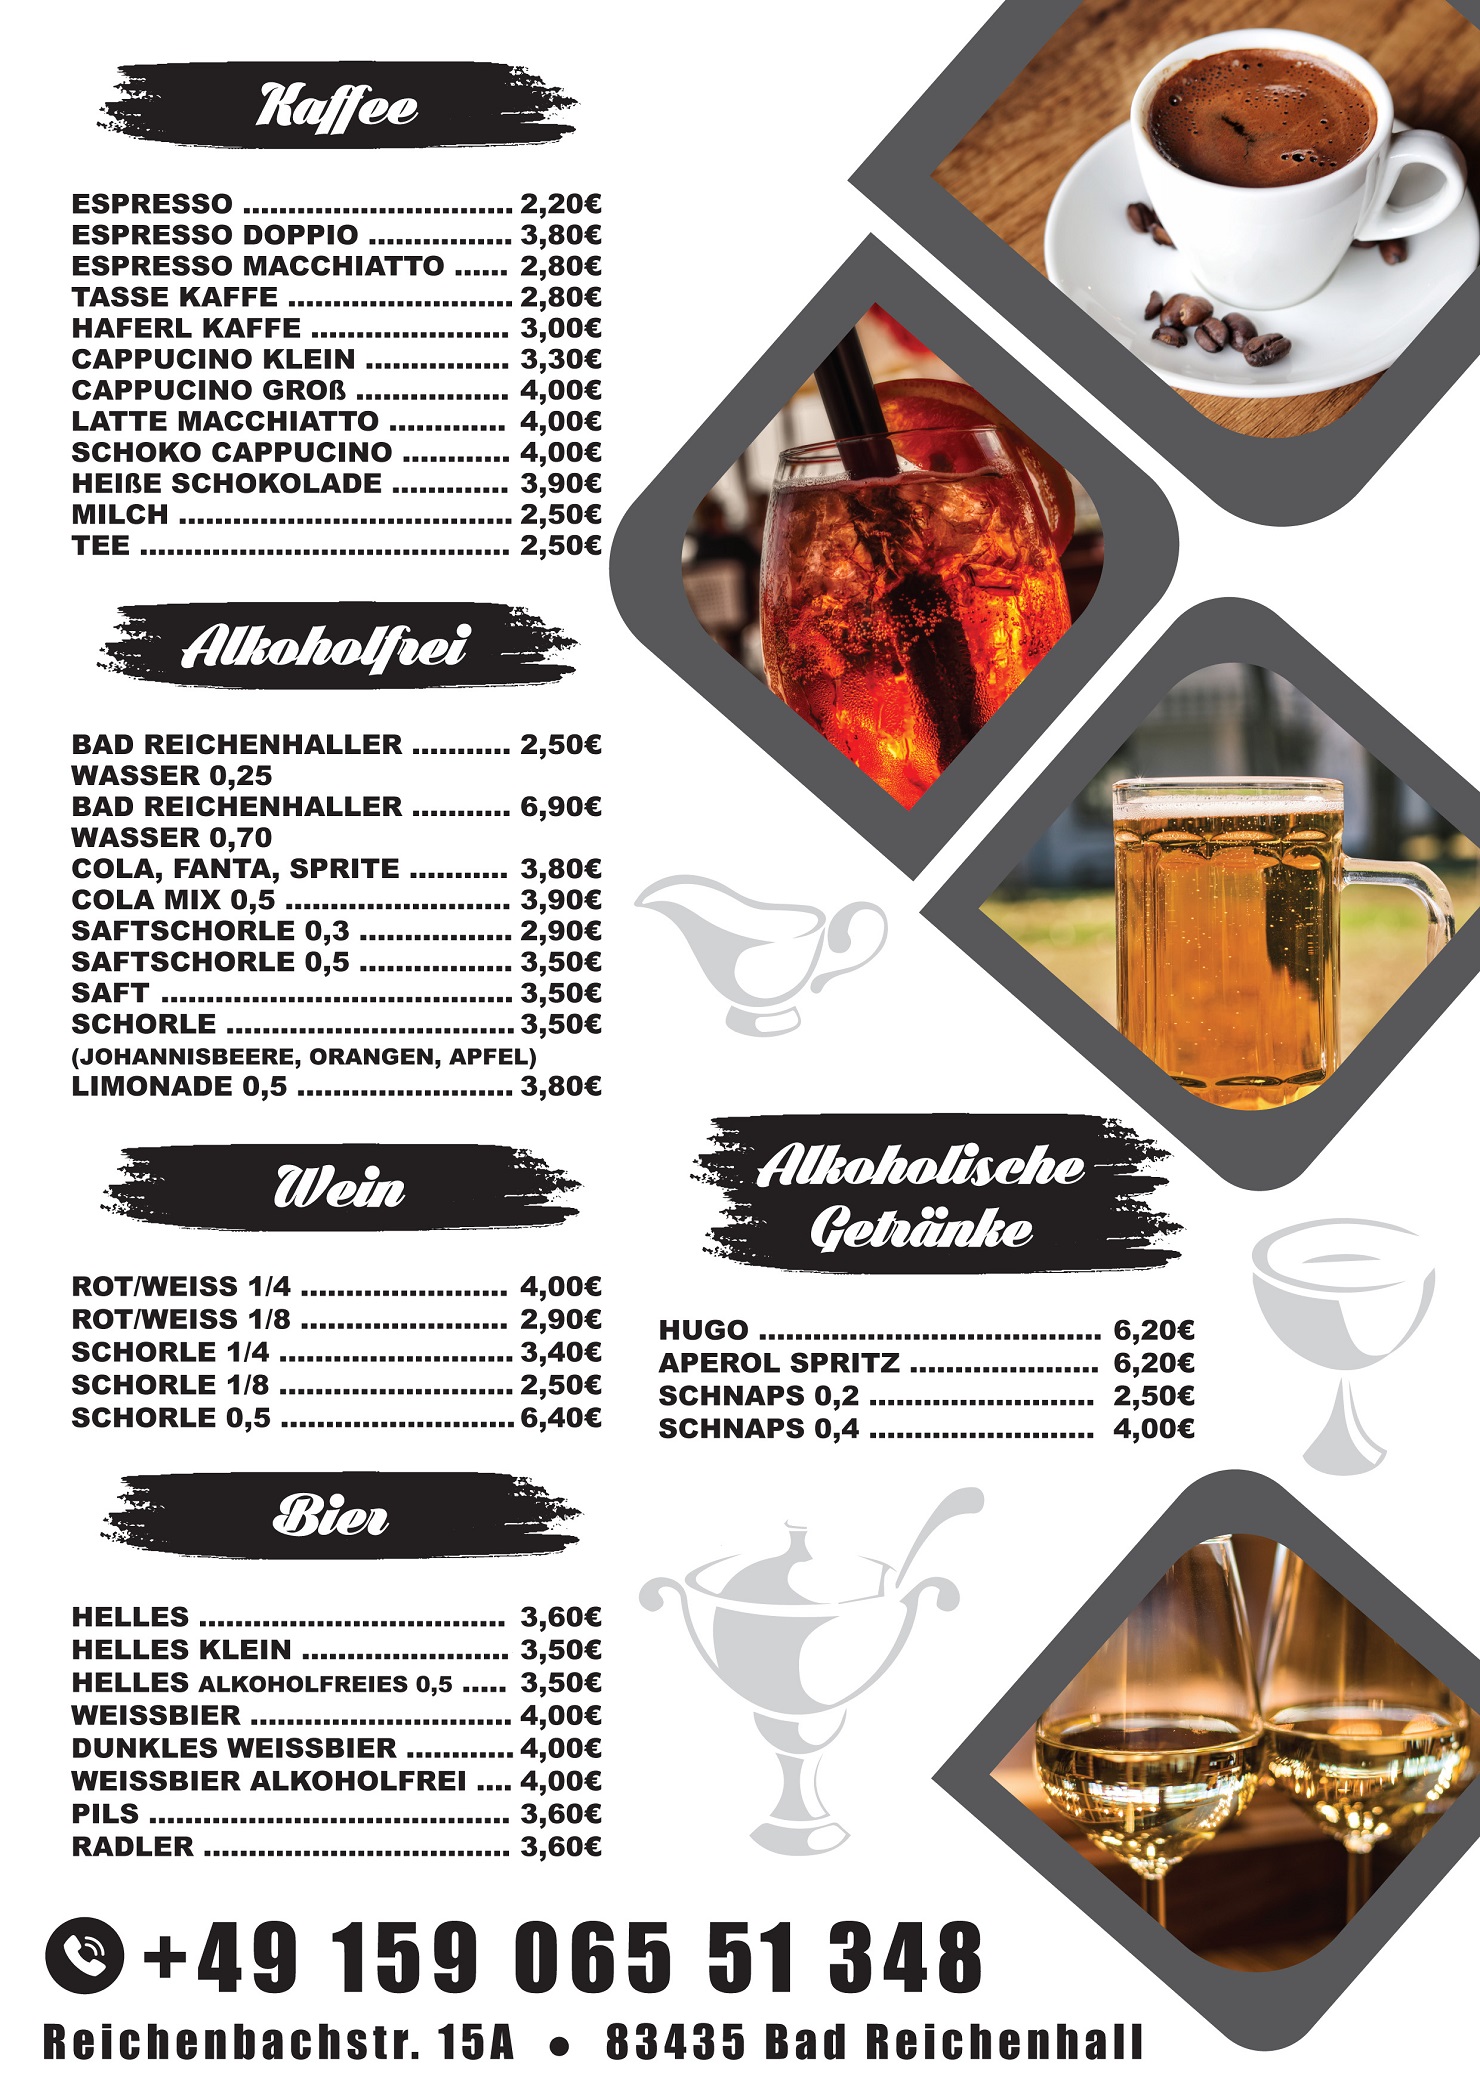 Kaffee
ESPRESSO .............................. 2,20€
ESPRESSO DOPPIO ................ 3,80€
ESPRESSO MACCHIATTO ...... 2,80€
TASSE KAFFE ......................... 2,80€
HAFERL KAFFE ...................... 3,00€
CAPPUCINO KLEIN ................ 3,30€
CAPPUCINO GROß ................. 4,00€
LATTE MACCHIATTO ............. 4,00€
SCHOKO CAPPUCINO ............ 4,00€
HEIßE SCHOKOLADE ............. 3,90€
MILCH ..................................... 2,50€
TEE ......................................... 2,50€
Alkoholfrei
BAD REICHENHALLER ........... 2,50€
WASSER 0,25
BAD REICHENHALLER ........... 6,90€
WASSER 0,70
COLA, FANTA, SPRITE ........... 3,80€
COLA MIX 0,5 ......................... 3,90€
SAFTSCHORLE 0,3 ................. 2,90€
SAFTSCHORLE 0,5 ................. 3,50€
SAFT ....................................... 3,50€
SCHORLE ................................ 3,50€
(JOHANNISBEERE, ORANGEN, APFEL)
LIMONADE 0,5 ........................ 3,80€
Wein
ROT/WEISS 1/4 ....................... 4,00€
ROT/WEISS 1/8 ....................... 2,90€
SCHORLE 1/4 .......................... 3,40€
SCHORLE 1/8 .......................... 2,50€
SCHORLE 0,5 .......................... 6,40€
Bier
HELLES .................................. 3,60€
HELLES KLEIN ....................... 3,50€
HELLES ALKOHOLFREIES 0,5 ..... 3,50€
WEISSBIER ............................. 4,00€
DUNKLES WEISSBIER ............ 4,00€
WEISSBIER ALKOHOLFREI .... 4,00€
PILS ........................................ 3,60€
RADLER .................................. 3,60€
Alkoholische
Getränke
HUGO ...................................... 6,20€
APEROL SPRITZ ..................... 6,20€
SCHNAPS 0,2 ......................... 2,50€
SCHNAPS 0,4 ......................... 4,00€
+49 159 065 51 348
Reichenbachstr. 15A ● 83435 Bad Reichenhall